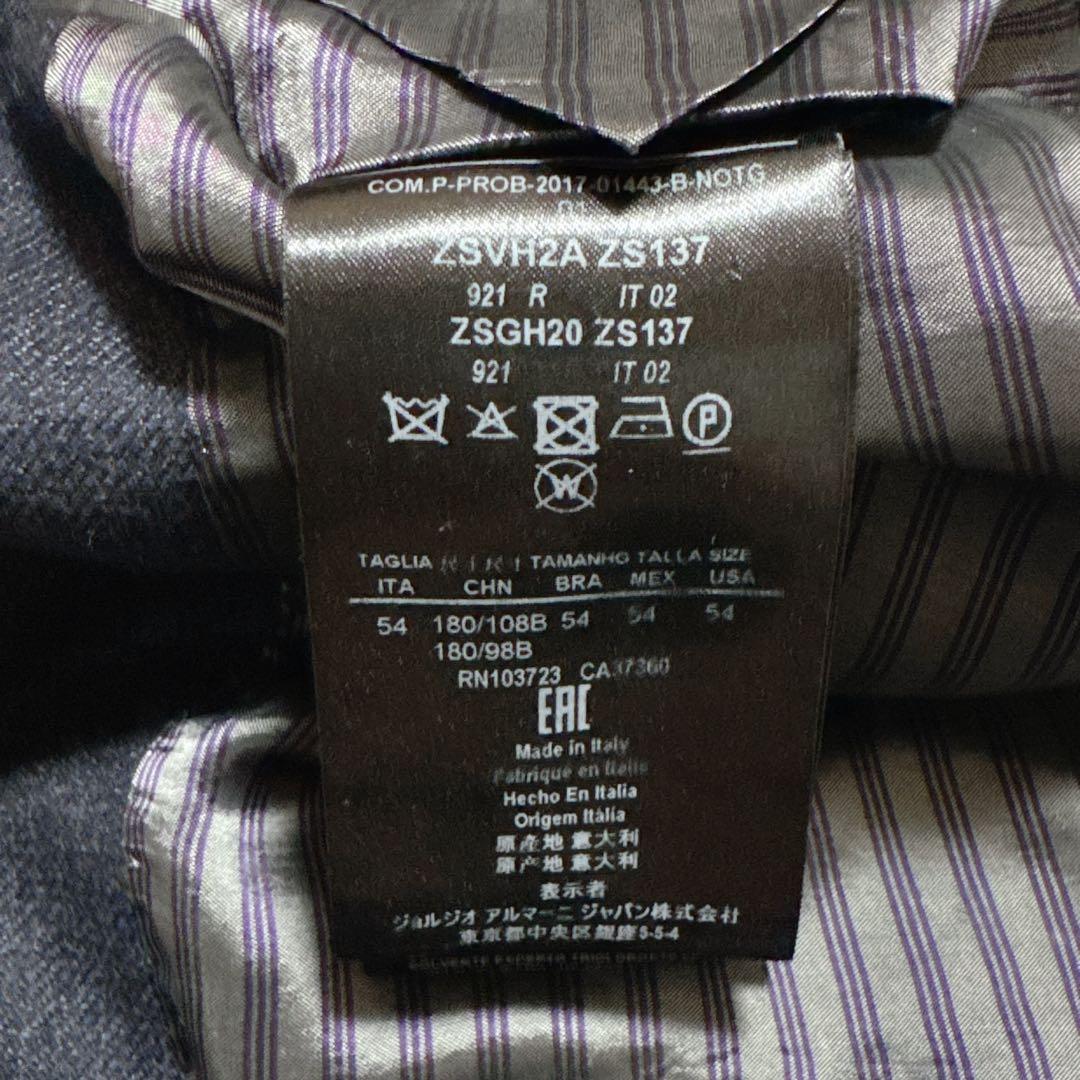 COM.P-PROB-2017-01443-B-NOTG
01
ZSVH2A ZS137
921 R IT 02
ZSGH20 ZS137
921 IT 02
P
W
TAGLIA TAMANHO TALLA SIZE
ITA CHN BRA MEX USA
54 180/108B 54 54 54
180/98B
RN103723 CA37360
EAC
Made in Italy
Fabrique en Italie
Hecho En Italia
Origem Itália
原産地 意大利
原产地 意大利
表示者
ジョルジオ アルマーニ ジャパン株式会社
東京都中央区銀座5-5-4